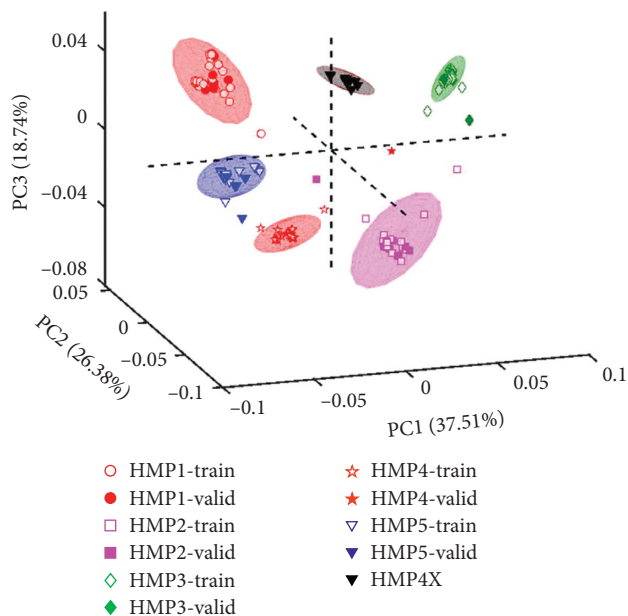 0.04
0
−0.04
−0.08
PC3 (18.74%)
0.05
0
−0.05
−0.1
PC2 (26.38%)
−0.1
−0.05
0
0.05
0.1
PC1 (37.51%)
HMP1-train
HMP1-valid
HMP2-train
HMP2-valid
HMP3-train
HMP3-valid
HMP4-train
HMP4-valid
HMP5-train
HMP5-valid
HMP4X